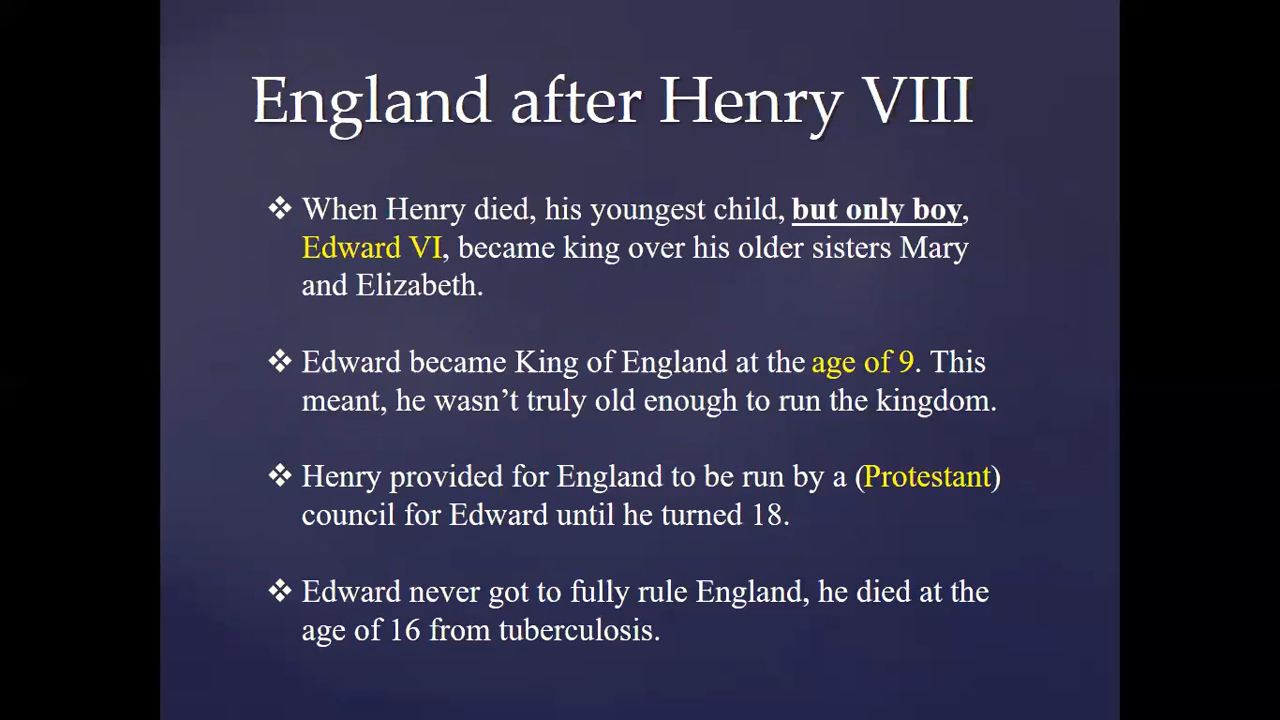 England after Henry VIII
❖ When Henry died, his youngest child, but only boy,
Edward VI, became king over his older sisters Mary
and Elizabeth.
❖ Edward became King of England at the age of 9. This
meant, he wasn’t truly old enough to run the kingdom.
❖ Henry provided for England to be run by a (Protestant)
council for Edward until he turned 18.
❖ Edward never got to fully rule England, he died at the
age of 16 from tuberculosis.